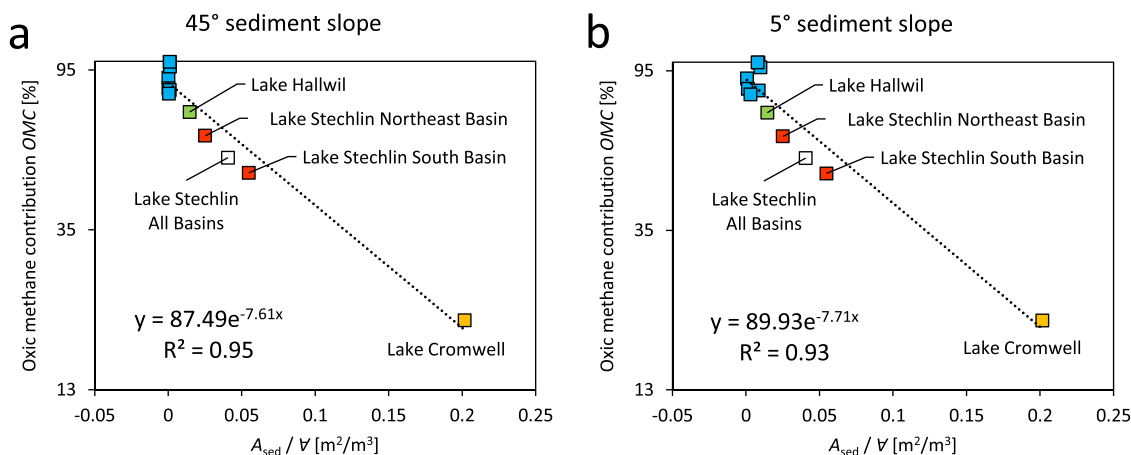 a
45° sediment slope
Oxic methane contribution OMC [%]
95
35
13
Lake Hallwil
Lake Stechlin Northeast Basin
Lake Stechlin South Basin
Lake Stechlin
All Basins
y = 87.49e^-7.61x
R² = 0.95
Lake Cromwell
-0.05 0 0.05 0.1 0.15 0.2 0.25
A_sed / V̶ [m²/m³]
b
5° sediment slope
Oxic methane contribution OMC [%]
95
35
13
Lake Hallwil
Lake Stechlin Northeast Basin
Lake Stechlin South Basin
Lake Stechlin
All Basins
y = 89.93e^-7.71x
R² = 0.93
Lake Cromwell
-0.05 0 0.05 0.1 0.15 0.2 0.25
A_sed / V̶ [m²/m³]